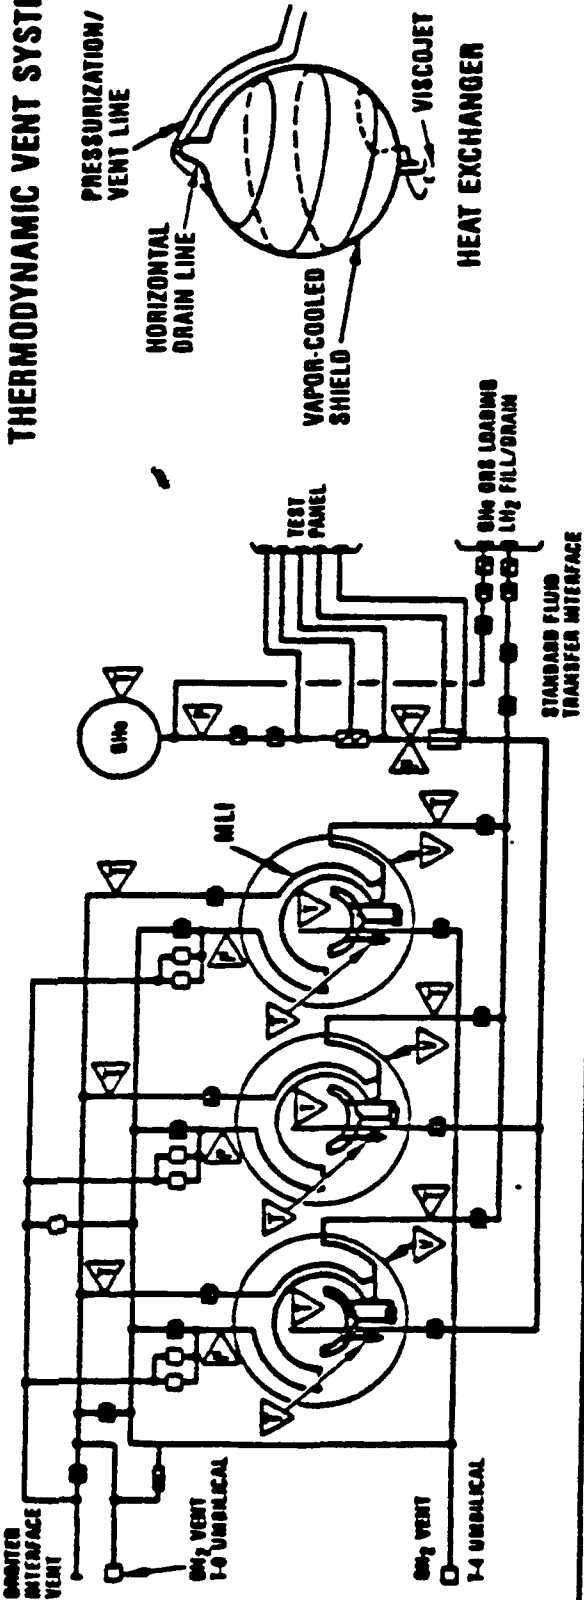 THERMODYNAMIC VENT SYST
PRESSURIZATION/
VENT LINE
HORIZONTAL
DRAIN LINE
VAPOR-COOLED
SHIELD
VISCOJET
HEAT EXCHANGER
GHe
MLI
TEST
PANEL
GHe GRS LOADING
LH2 FILL/DRAIN
STANDARD FLUID
TRANSFER INTERFACE
T
P
T
P
T
T
T
T
P
P
P
T
T
T
T
T
T
T
T
T
V
V
V
ORBITER
INTERFACE
VENT
GH2 VENT
T-0 UMBILICAL
GH2 VENT
T-4 UMBILICAL